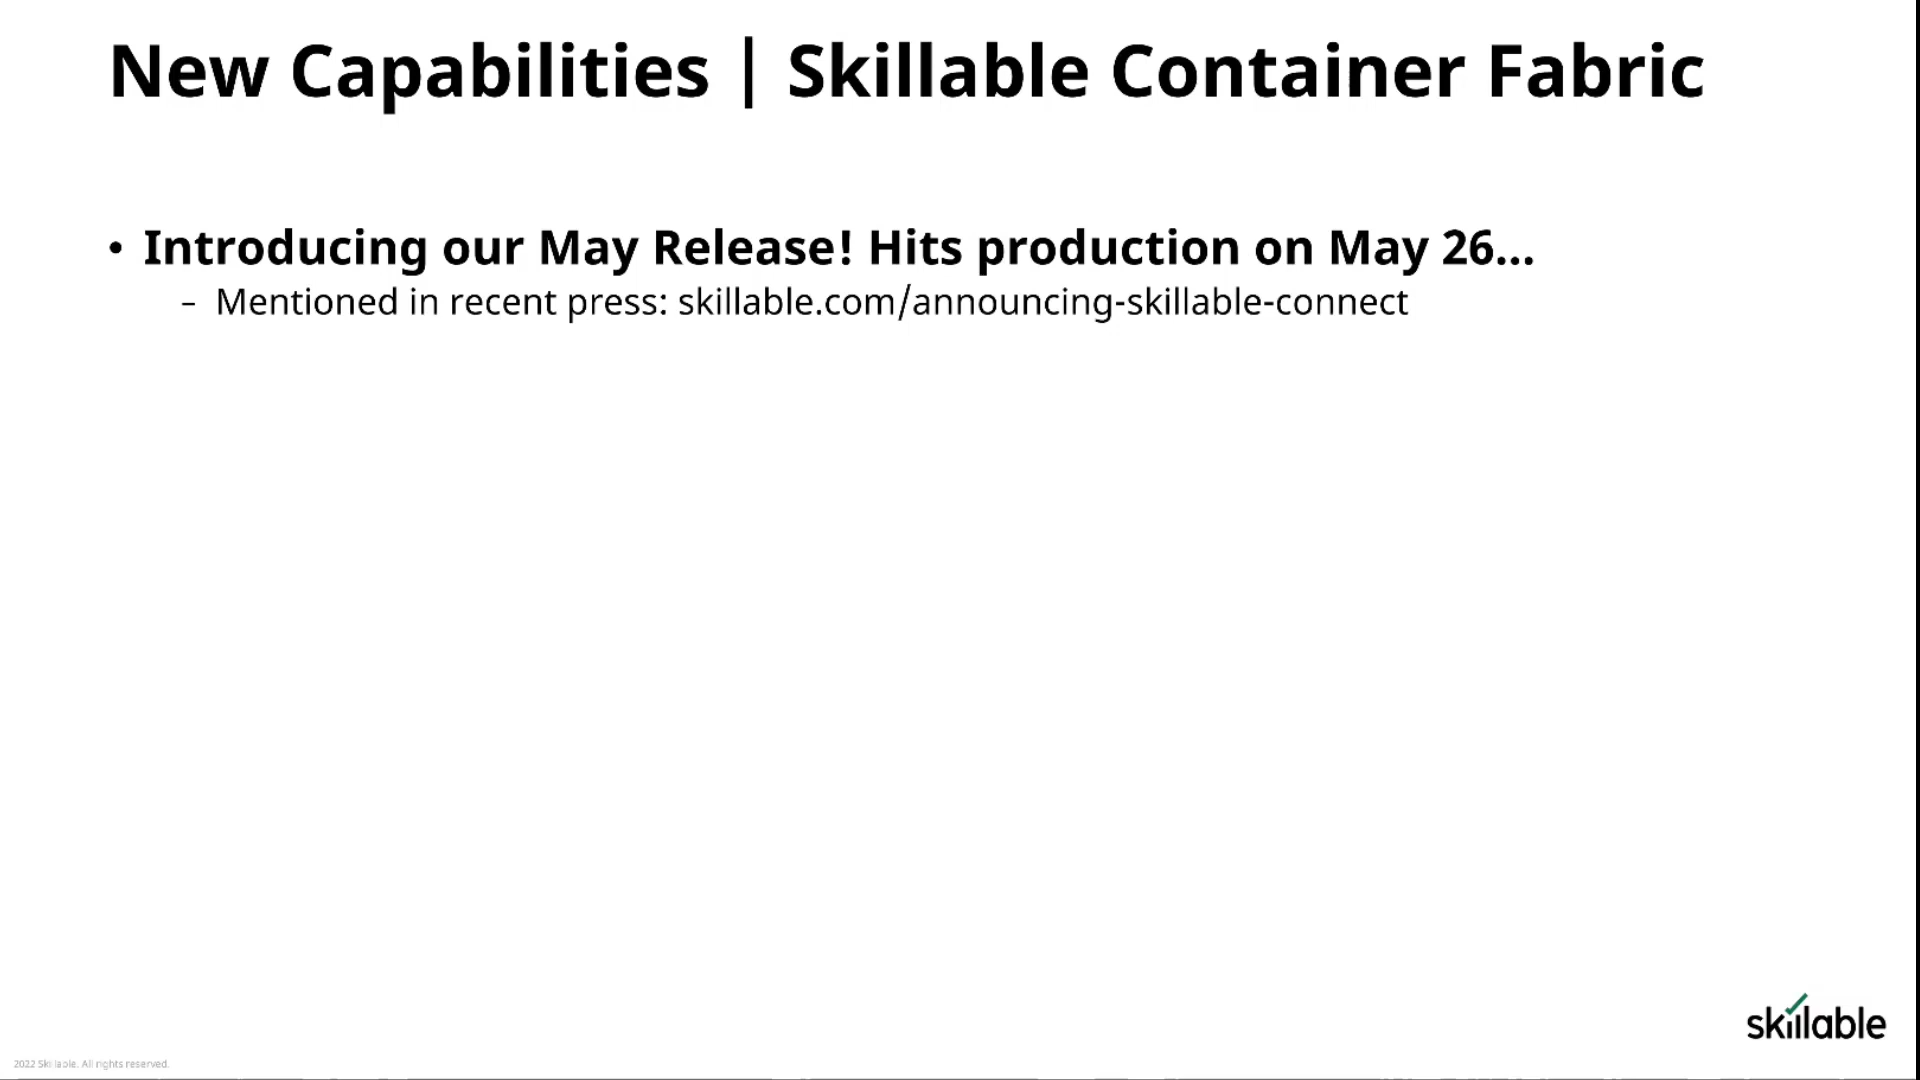 New Capabilities | Skillable Container Fabric
• Introducing our May Release! Hits production on May 26...
– Mentioned in recent press: skillable.com/announcing-skillable-connect
skillable
2022 Skillable. All rights reserved.